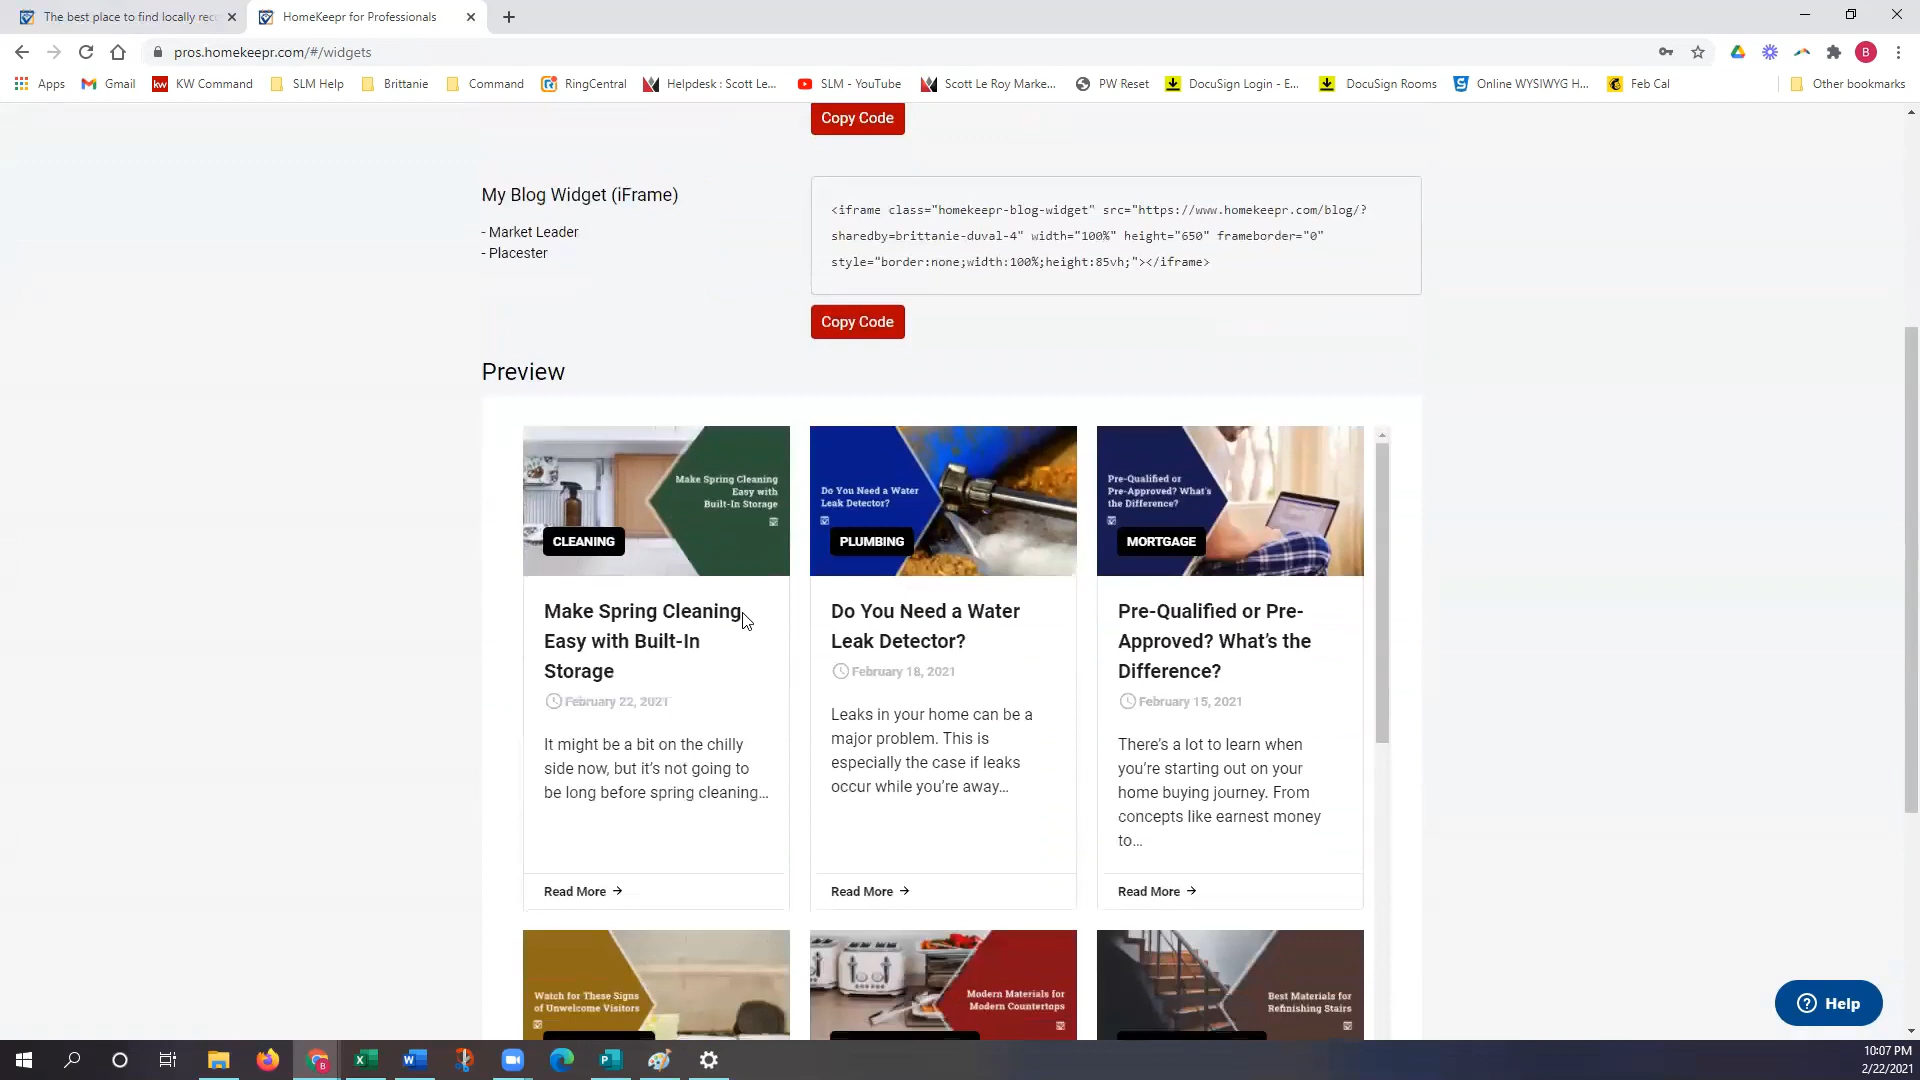 The best place to find locally rec
HomeKeepr for Professionals
pros.homekeepr.com/#/widgets
B
Apps
Gmail
kw
KW Command
SLM Help
Brittanie
Command
RingCentral
Helpdesk : Scott Le...
SLM - YouTube
Scott Le Roy Marke...
PW Reset
DocuSign Login - E...
DocuSign Rooms
Online WYSIWYG H...
Feb Cal
Other bookmarks
Copy Code
My Blog Widget (iFrame)
- Market Leader
- Placester
<iframe class="homekeepr-blog-widget" src="https://www.homekeepr.com/blog/?
sharedby=brittanie-duval-4" width="100%" height="650" frameborder="0"
style="border:none;width:100%;height:85vh;"></iframe>
Copy Code
Preview
Make Spring Cleaning
Easy with
Built-In Storage
CLEANING
Make Spring Cleaning
Easy with Built-In
Storage
February 22, 2021
It might be a bit on the chilly
side now, but it's not going to
be long before spring cleaning...
Read More →
Do You Need a Water
Leak Detector?
PLUMBING
Do You Need a Water
Leak Detector?
February 18, 2021
Leaks in your home can be a
major problem. This is
especially the case if leaks
occur while you're away...
Read More →
Pre-Qualified or
Pre-Approved? What's
the Difference?
MORTGAGE
Pre-Qualified or Pre-
Approved? What's the
Difference?
February 15, 2021
There's a lot to learn when
you're starting out on your
home buying journey. From
concepts like earnest money
to...
Read More →
Watch for These Signs
of Unwelcome Visitors
Modern Materials for
Modern Countertops
Best Materials for
Refinishing Stairs
Help
10:07 PM
2/22/2021